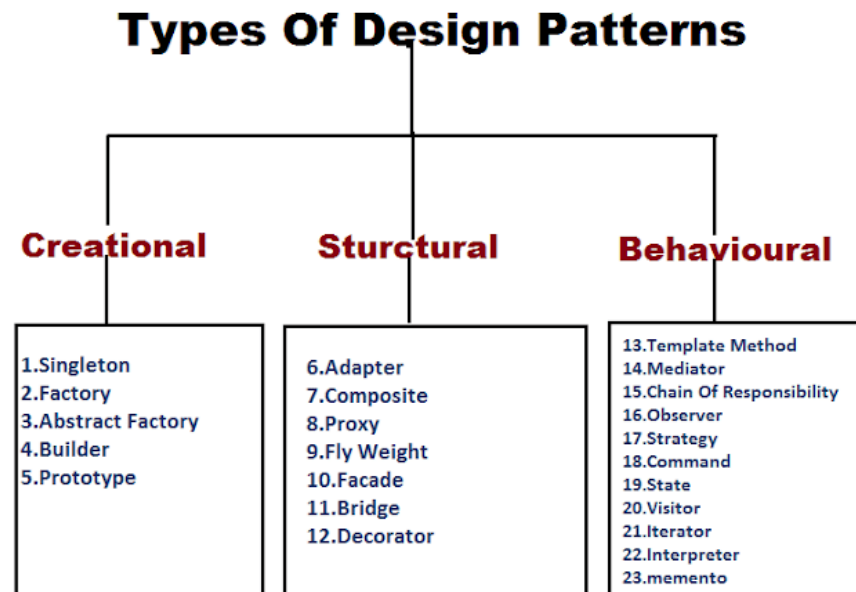 Types Of Design Patterns
Creational
Sturctural
Behavioural
1.Singleton
2.Factory
3.Abstract Factory
4.Builder
5.Prototype
6.Adapter
7.Composite
8.Proxy
9.Fly Weight
10.Facade
11.Bridge
12.Decorator
13.Template Method
14.Mediator
15.Chain Of Responsibility
16.Observer
17.Strategy
18.Command
19.State
20.Visitor
21.Iterator
22.Interpreter
23.memento